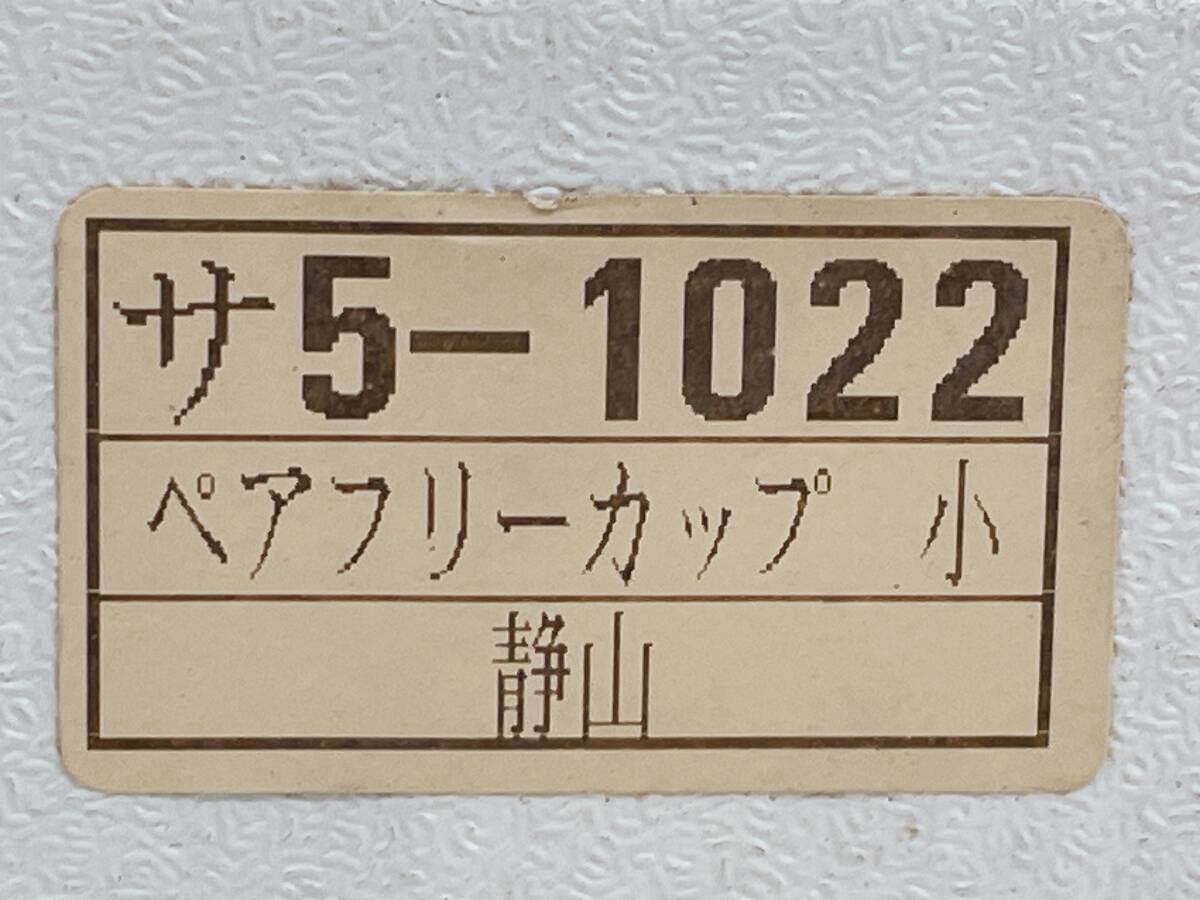 サ5-1022
ペアフリーカップ 小
静山